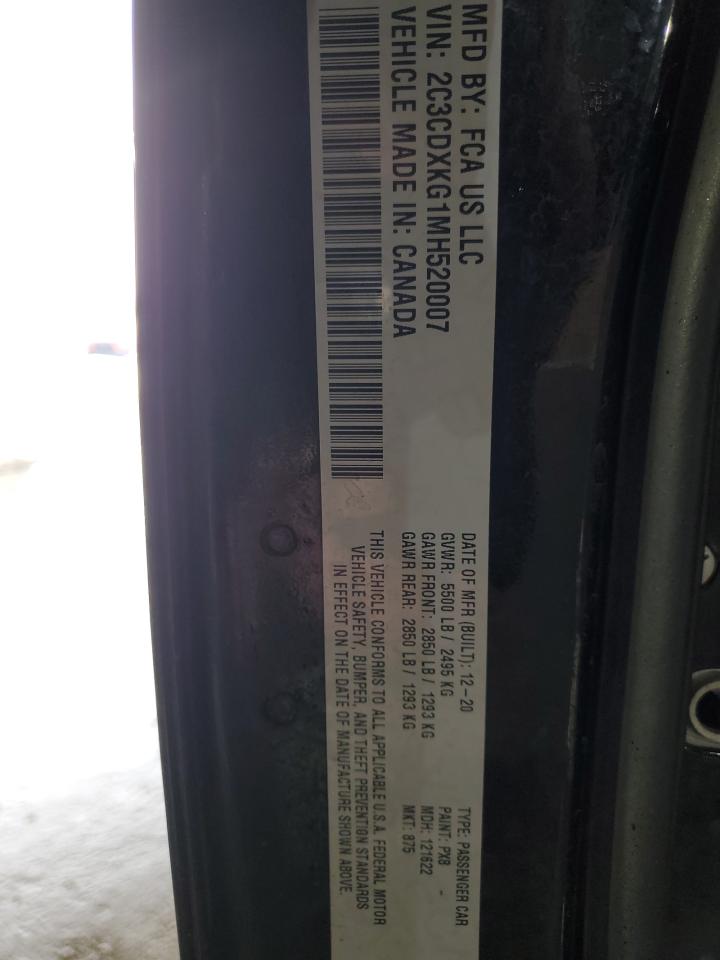 MFD BY: FCA US LLC
VIN: 2C3CDXKG1MH520007
VEHICLE MADE IN: CANADA
DATE OF MFR (BUILT): 12-20
GVWR: 5500 LB / 2495 KG
GAWR FRONT: 2850 LB / 1293 KG
GAWR REAR: 2850 LB / 1293 KG
TYPE: PASSENGER CAR
PAINT: PX8 -
MDH: 121622
MKT: 875
THIS VEHICLE CONFORMS TO ALL APPLICABLE U.S.A. FEDERAL MOTOR
VEHICLE SAFETY, BUMPER, AND THEFT PREVENTION STANDARDS
IN EFFECT ON THE DATE OF MANUFACTURE SHOWN ABOVE.